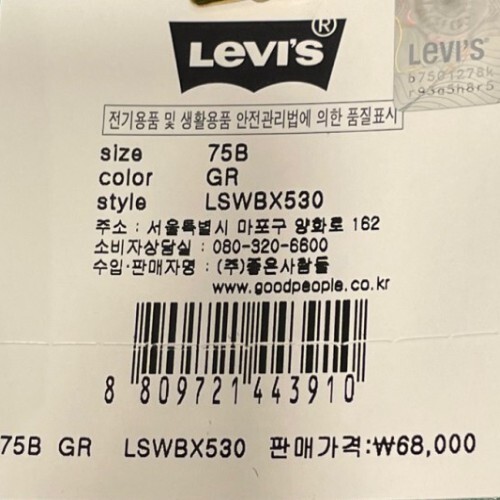 LEVI'S®
LEVI'S
b7501278k
r93e5h8r5
전기용품 및 생활용품 안전관리법에 의한 품질표시
size 75B
color GR
style LSWBX530
주소 : 서울특별시 마포구 양화로 162
소비자상담실 : 080-320-6600
수입·판매자명 : (주)좋은사람들
www.goodpeople.co.kr
8 809721 443910
75B GR LSWBX530 판매가격:₩68,000